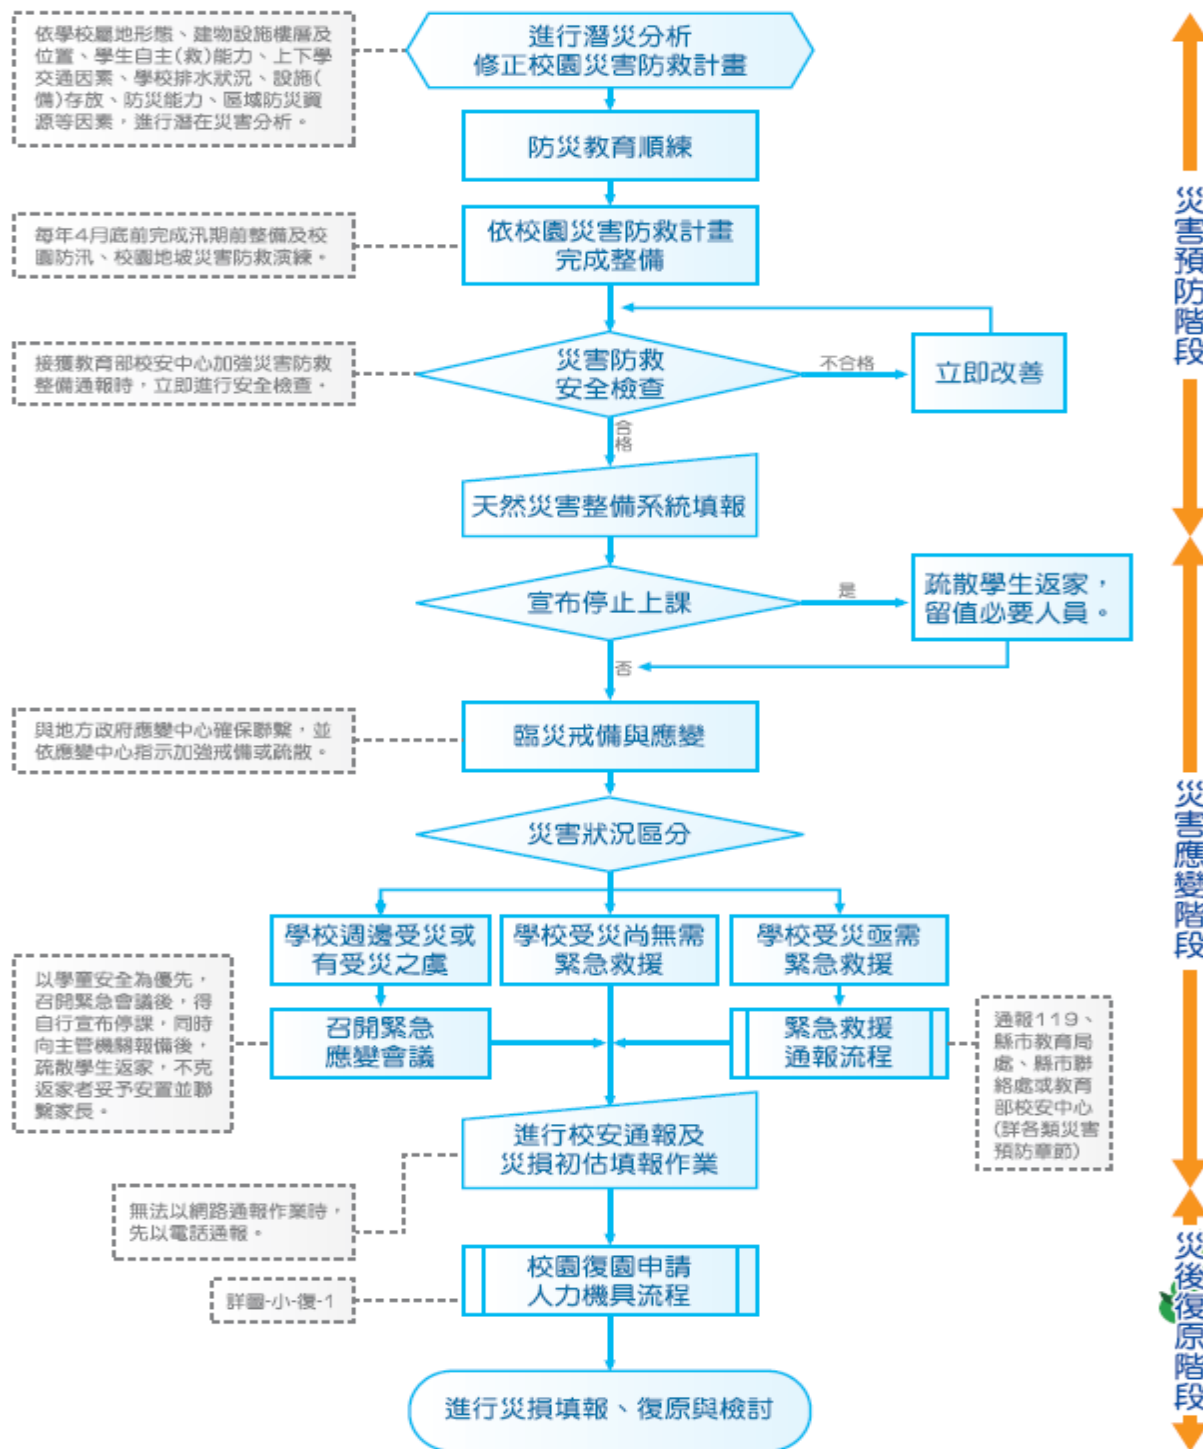 依學校屬地形態、建物設施樓層及
位置、學生自主(救)能力、上下學
交通因素、學校排水狀況、設施(
備)存放、防災能力、區域防災資
源等因素，進行潛在災害分析。
進行潛災分析
修正校園災害防救計畫
防災教育順練
每年4月底前完成汛期前整備及校
園防汛、校園地坡災害防救演練。
依校園災害防救計畫
完成整備
災害預防階段
接獲教育部校安中心加強災害防救
整備通報時，立即進行安全檢查。
災害防救
安全檢查
不合格
立即改善
合格
天然災害整備系統填報
宣布停止上課
是
疏散學生返家，
留值必要人員。
否
與地方政府應變中心確保聯繫，並
依應變中心指示加強戒備或疏散。
臨災戒備與應變
災害應變階段
災害狀況區分
學校週邊受災或
有受災之虞
學校受災尚無需
緊急救援
學校受災亟需
緊急救援
以學童安全為優先，
召開緊急會議後，得
自行宣布停課，同時
向主管機關報備後，
疏散學生返家，不克
返家者妥予安置並聯
繫家長。
召開緊急
應變會議
緊急救援
通報流程
通報119、
縣市教育局
處、縣市聯
絡處或教育
部校安中心
(詳各類災害
預防章節)
進行校安通報及
災損初估填報作業
無法以網路通報作業時，
先以電話通報。
校園復園申請
人力機具流程
詳圖-小-復-1
災後復原階段
進行災損填報、復原與檢討